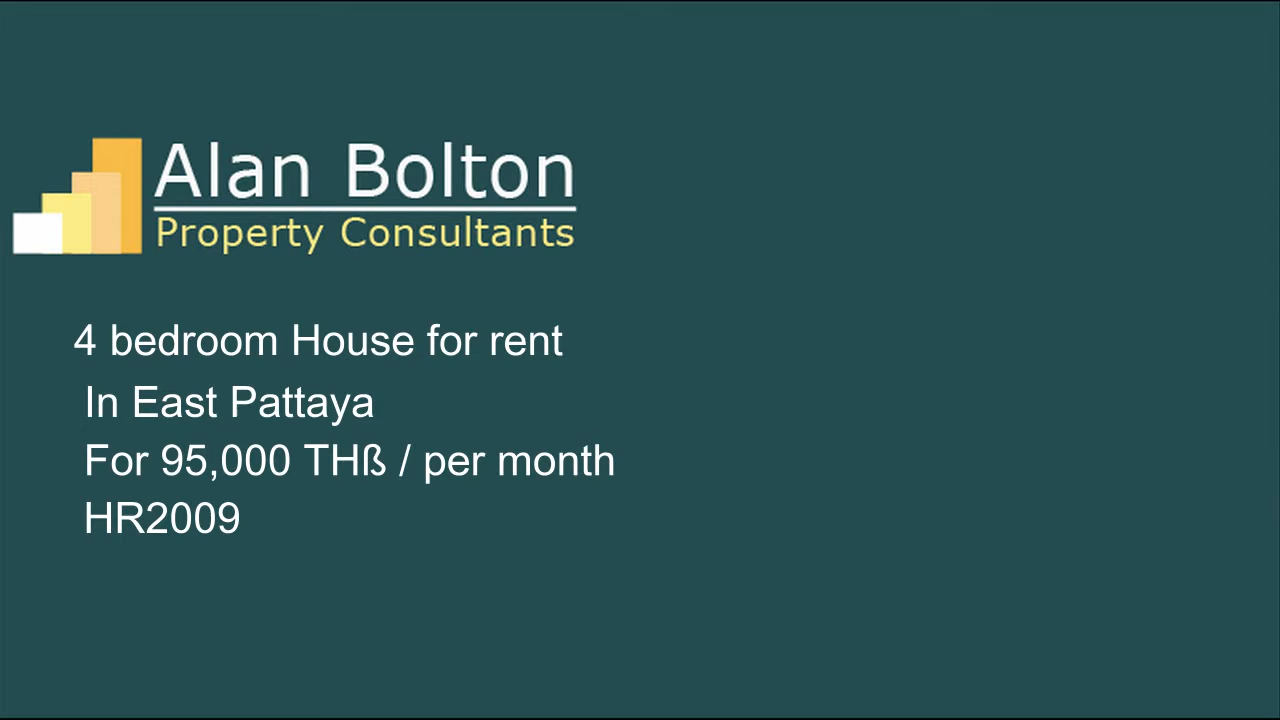 Alan Bolton
Property Consultants
4 bedroom House for rent
In East Pattaya
For 95,000 THß / per month
HR2009